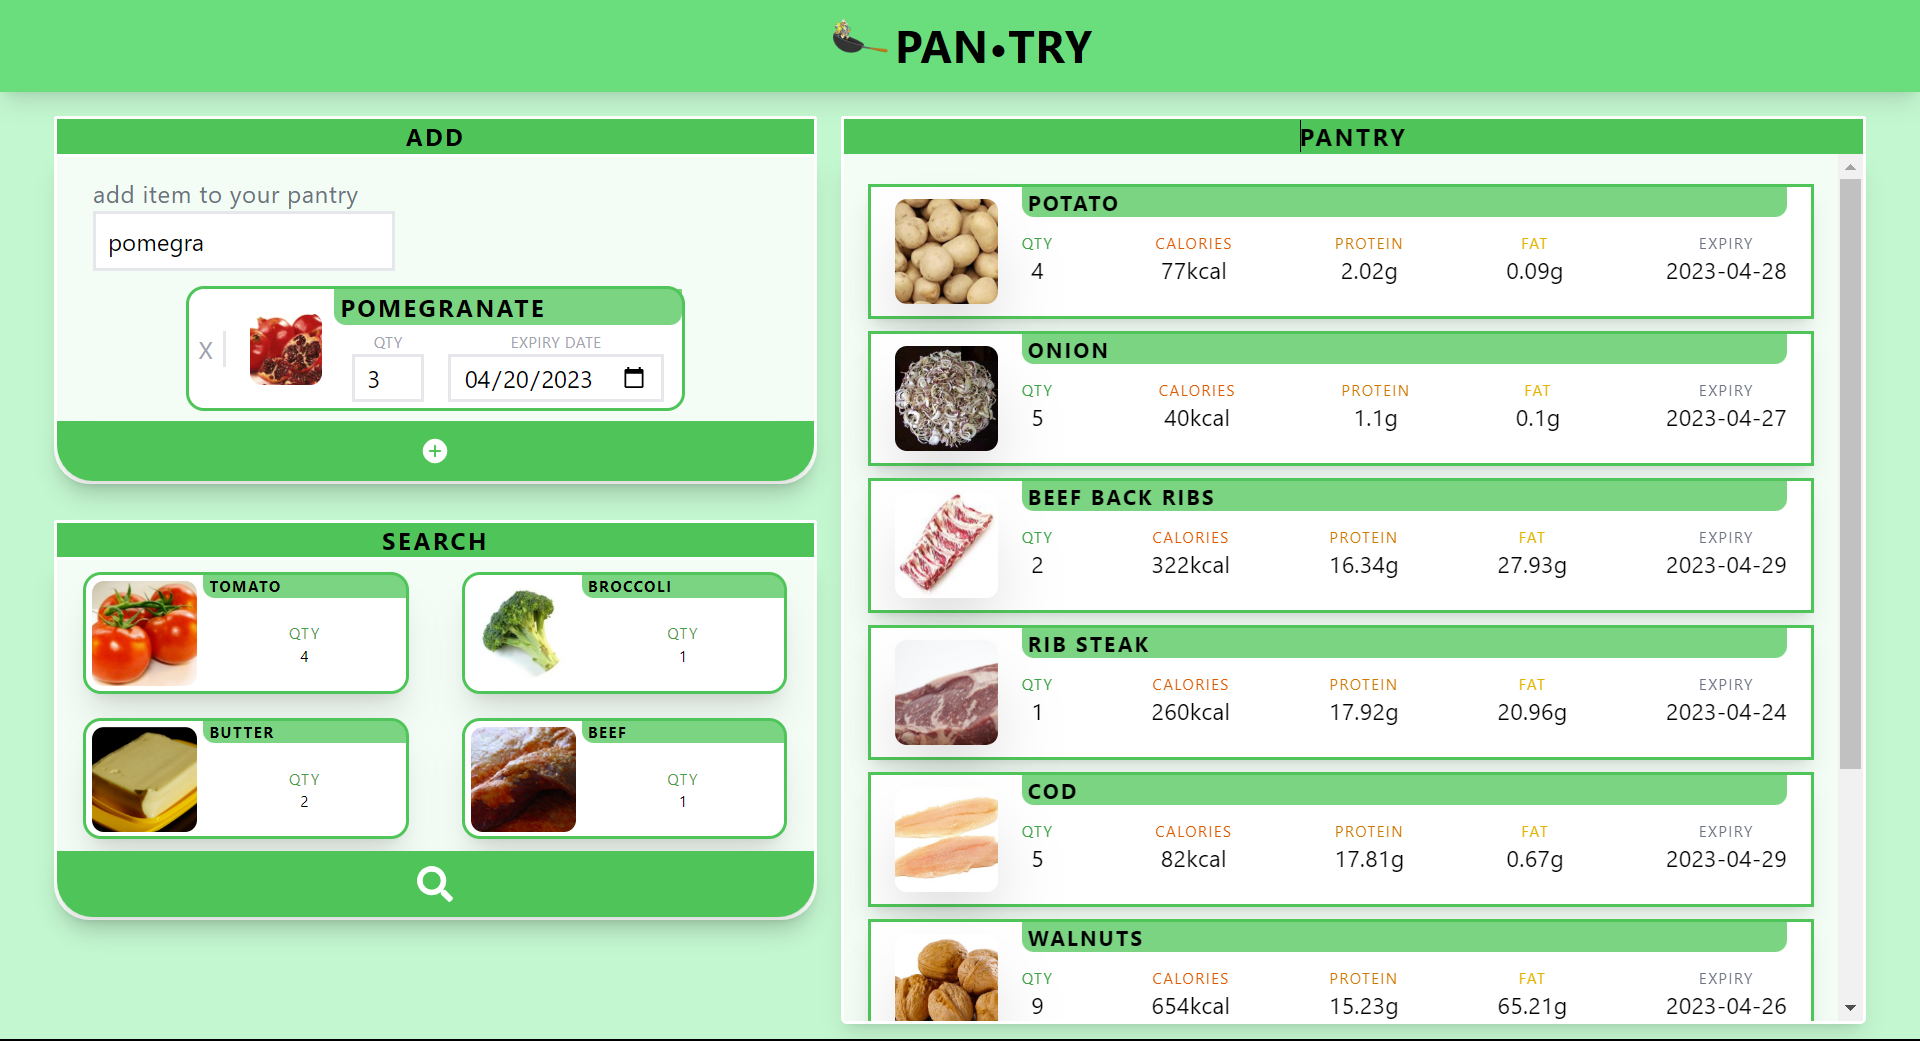 PAN•TRY
ADD
add item to your pantry
pomegra
X
POMEGRANATE
QTY EXPIRY DATE
3 04/20/2023
SEARCH
TOMATO
QTY
4
BROCCOLI
QTY
1
BUTTER
QTY
2
BEEF
QTY
1
PANTRY
POTATO
QTY CALORIES PROTEIN FAT EXPIRY
4 77kcal 2.02g 0.09g 2023-04-28
ONION
QTY CALORIES PROTEIN FAT EXPIRY
5 40kcal 1.1g 0.1g 2023-04-27
BEEF BACK RIBS
QTY CALORIES PROTEIN FAT EXPIRY
2 322kcal 16.34g 27.93g 2023-04-29
RIB STEAK
QTY CALORIES PROTEIN FAT EXPIRY
1 260kcal 17.92g 20.96g 2023-04-24
COD
QTY CALORIES PROTEIN FAT EXPIRY
5 82kcal 17.81g 0.67g 2023-04-29
WALNUTS
QTY CALORIES PROTEIN FAT EXPIRY
9 654kcal 15.23g 65.21g 2023-04-26